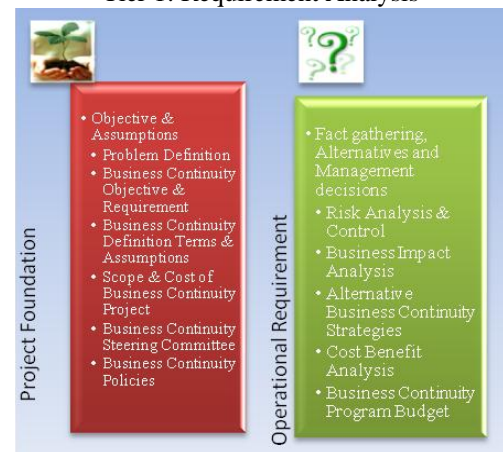 Tier 1: Requirement Analysis
Project Foundation
• Objective &
Assumptions
• Problem Definition
• Business Continuity
Objective &
Requirement
• Business Continuity
Definition Terms &
Assumptions
• Scope & Cost of
Business Continuity
Project
• Business Continuity
Steering Committee
• Business Continuity
Policies
Operational Requirement
• Fact gathering,
Alternatives and
Management
decisions
• Risk Analysis &
Control
• Business Impact
Analysis
• Alternative
Business Continuity
Strategies
• Cost Benefit
Analysis
• Business Continuity
Program Budget